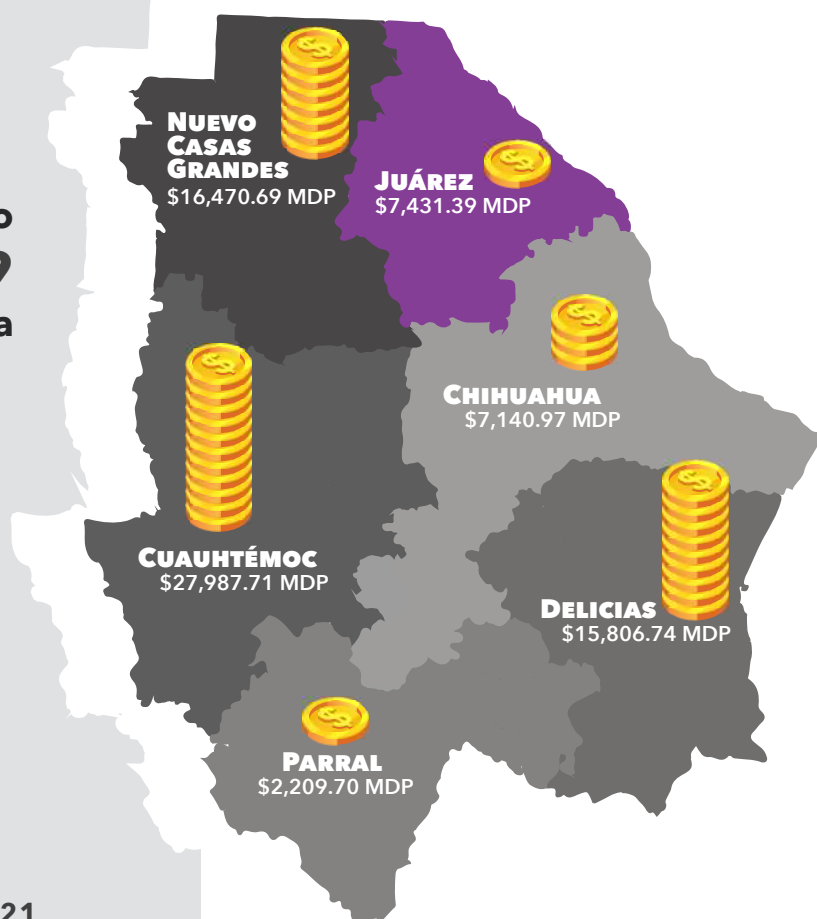 NUEVO
CASAS
GRANDES
$16,470.69 MDP
JUÁREZ
$7,431.39 MDP
CHIHUAHUA
$7,140.97 MDP
CUAUHTÉMOC
$27,987.71 MDP
DELICIAS
$15,806.74 MDP
PARRAL
$2,209.70 MDP
21